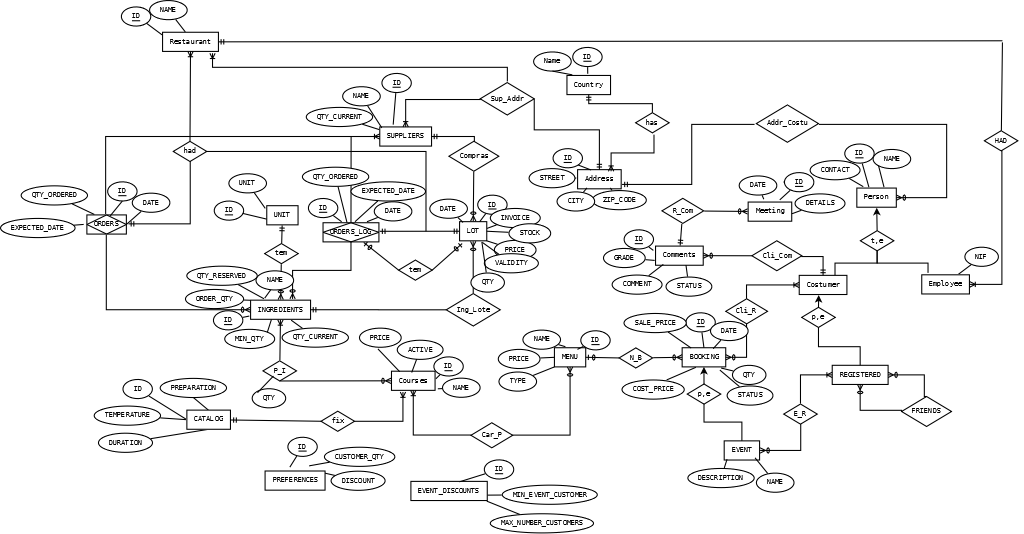 ID
NAME
Restaurant
Name
ID
Country
ID
NAME
QTY_CURRENT
SUPPLIERS
Sup_Addr
has
Addr_Costu
HAD
had
Compras
ID
STREET
Address
CITY
ZIP_CODE
CONTACT
ID
NAME
Person
DATE
ID
DETAILS
Meeting
R_Com
QTY_ORDERED
ID
DATE
EXPECTED_DATE
ORDERS
UNIT
ID
UNIT
QTY_ORDERED
EXPECTED_DATE
ID
DATE
ORDERS_LOG
DATE
ID
INVOICE
STOCK
LOT
PRICE
VALIDITY
QTY
tem
tem
ID
GRADE
Comments
COMMENT
STATUS
Cli_Com
t,e
NIF
Costumer
Employee
QTY_RESERVED
NAME
ORDER_QTY
ID
INGREDIENTS
MIN_QTY
QTY_CURRENT
Ing_Lote
Cli_R
p,e
SALE_PRICE
ID
DATE
BOOKING
COST_PRICE
QTY
STATUS
NAME
ID
PRICE
MENU
TYPE
N_B
PRICE
ACTIVE
ID
Courses
NAME
P_I
QTY
REGISTERED
FRIENDS
p,e
E_R
ID
PREPARATION
TEMPERATURE
CATALOG
DURATION
fix
Car_P
EVENT
DESCRIPTION
NAME
ID
CUSTOMER_QTY
PREFERENCES
DISCOUNT
ID
EVENT_DISCOUNTS
MIN_EVENT_CUSTOMER
MAX_NUMBER_CUSTOMERS